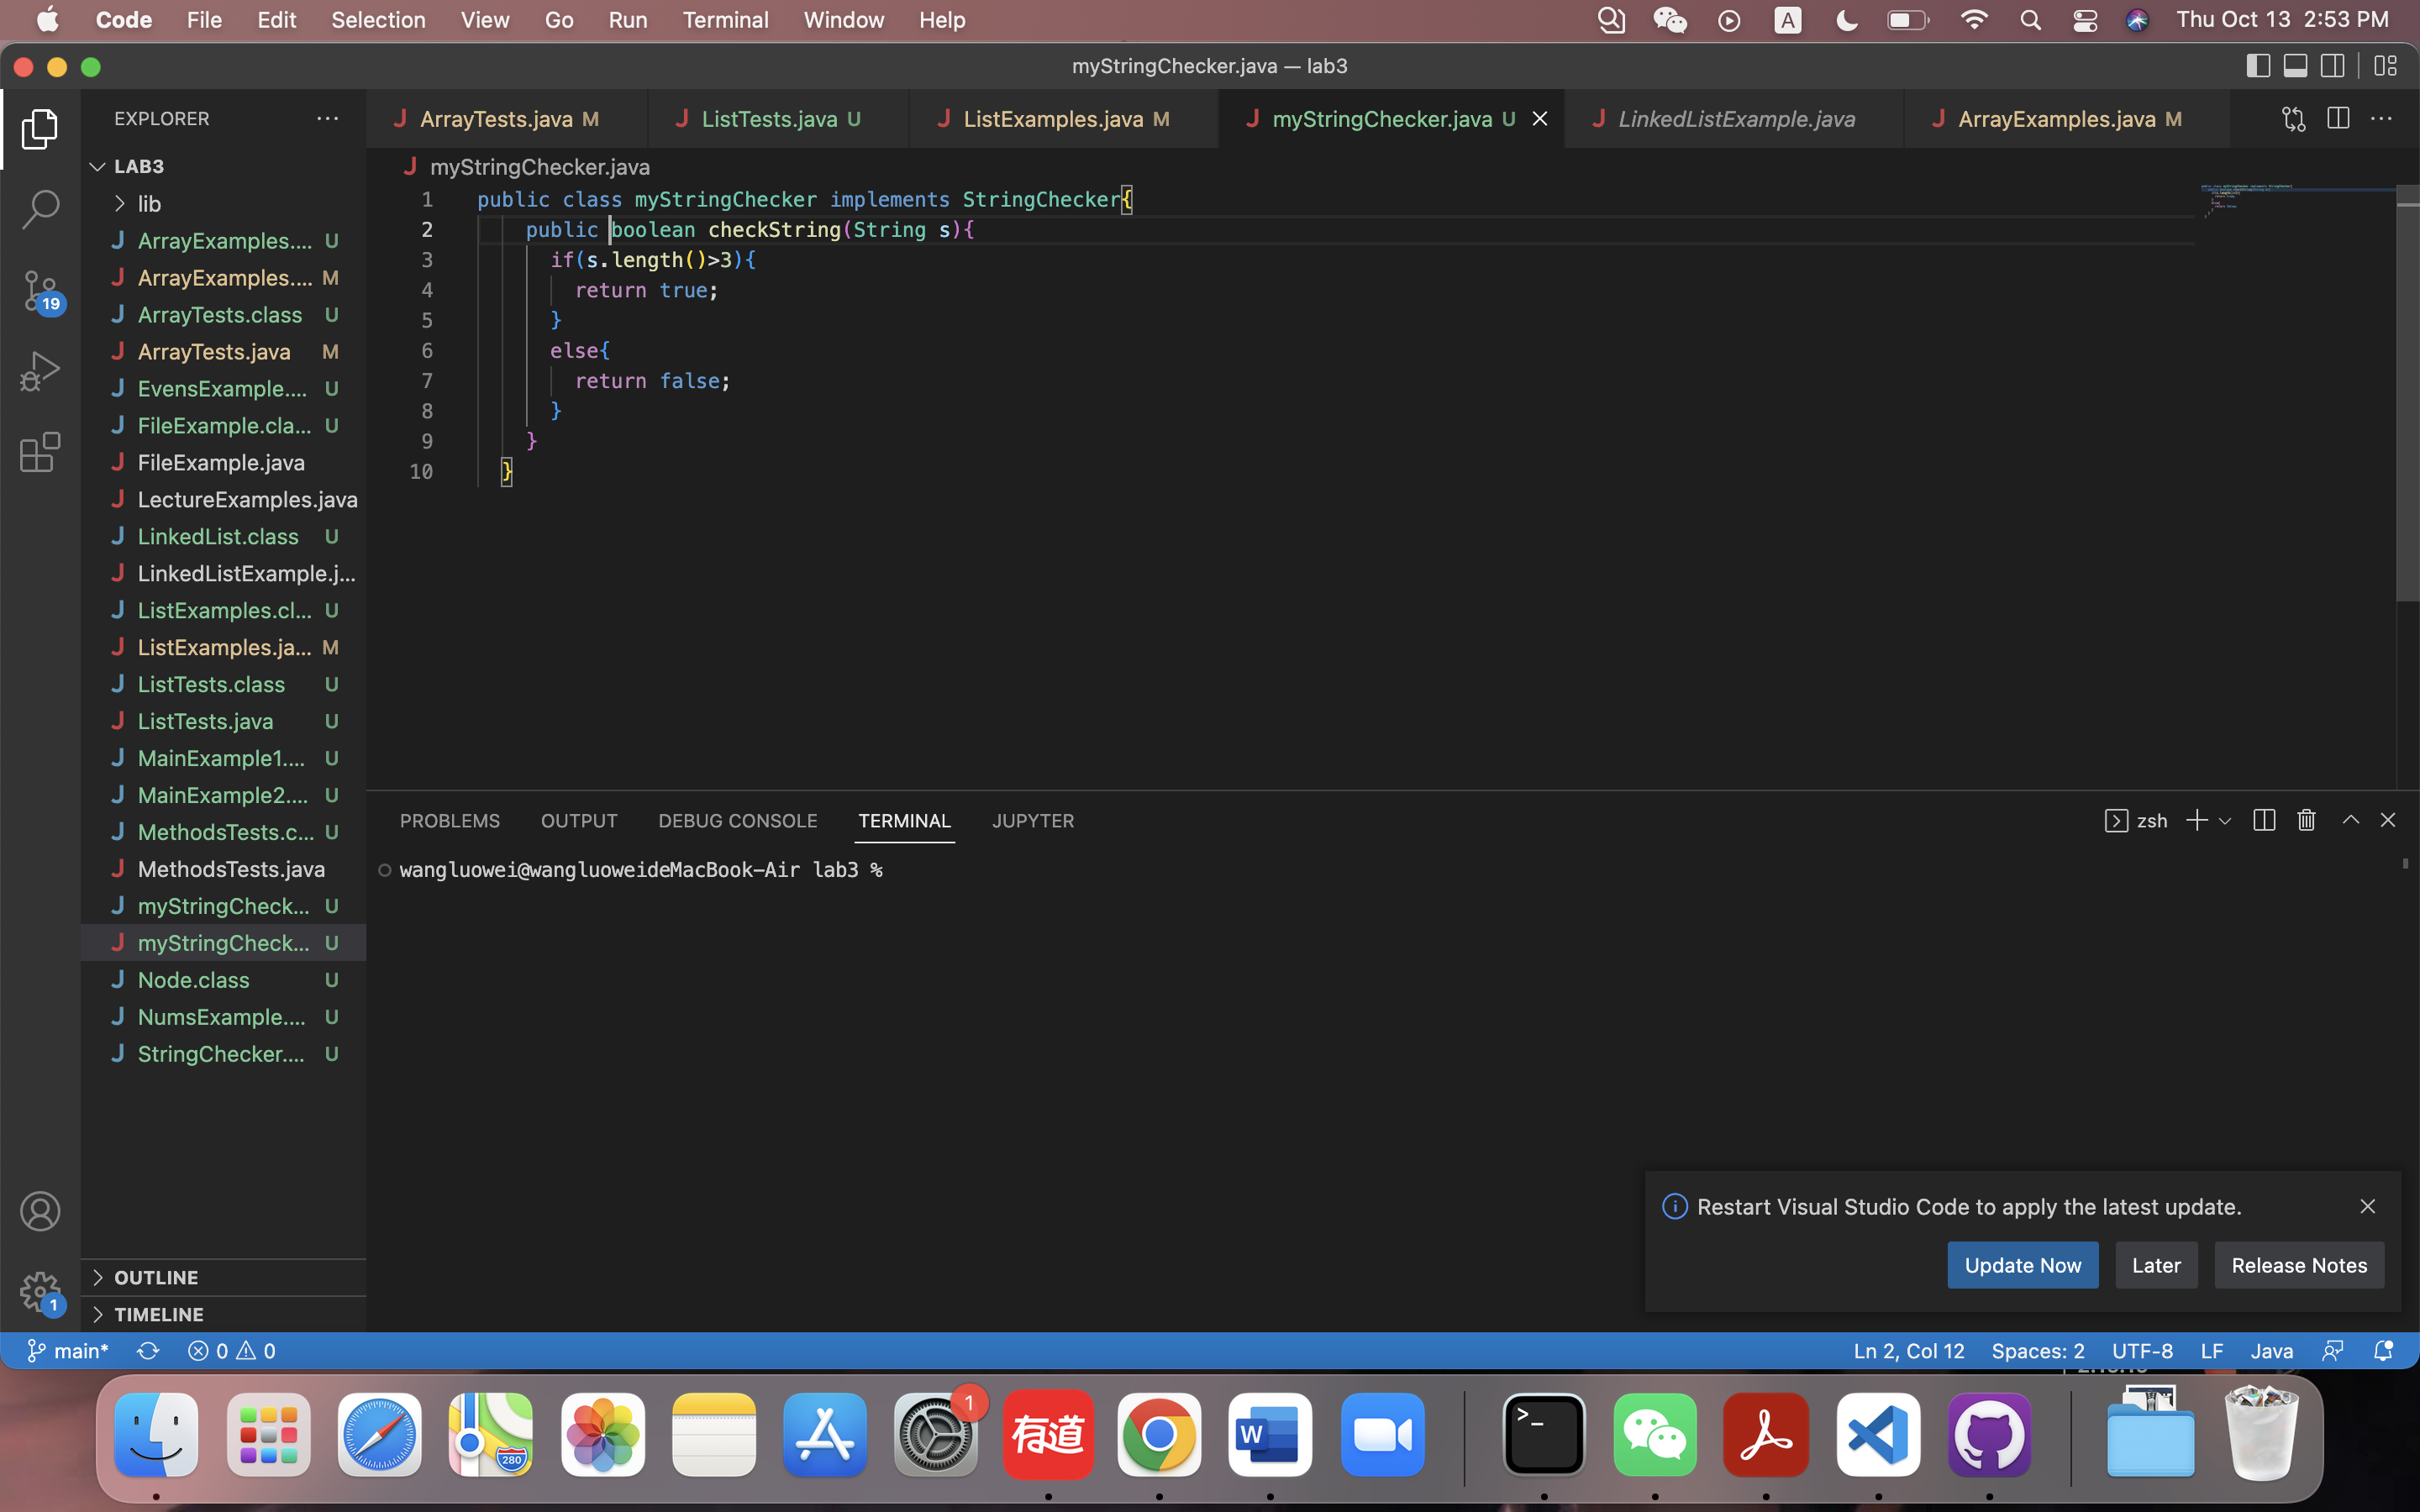 Code File Edit Selection View Go Run Terminal Window Help A Thu Oct 13 2:53 PM
myStringChecker.java — lab3
EXPLORER
ArrayTests.java M ListTests.java U ListExamples.java M myStringChecker.java U LinkedListExample.java ArrayExamples.java M
LAB3
lib
ArrayExamples.... U
ArrayExamples.... M
ArrayTests.class U
ArrayTests.java M
EvensExample.... U
FileExample.cla... U
FileExample.java
LectureExamples.java
LinkedList.class U
LinkedListExample.j...
ListExamples.cl... U
ListExamples.ja... M
ListTests.class U
ListTests.java U
MainExample1.... U
MainExample2.... U
MethodsTests.c... U
MethodsTests.java
myStringCheck... U
myStringCheck... U
Node.class U
NumsExample.... U
StringChecker.... U
OUTLINE
TIMELINE
19
1
myStringChecker.java
1 public class myStringChecker implements StringChecker{
2 public boolean checkString(String s){
3 if(s.length()>3){
4 return true;
5 }
6 else{
7 return false;
8 }
9 }
10 }
PROBLEMS OUTPUT DEBUG CONSOLE TERMINAL JUPYTER zsh
wangluowei@wangluoweideMacBook-Air lab3 %
Restart Visual Studio Code to apply the latest update.
Update Now Later Release Notes
main* 0 0 Ln 2, Col 12 Spaces: 2 UTF-8 LF Java
280
1
有道
W
>_